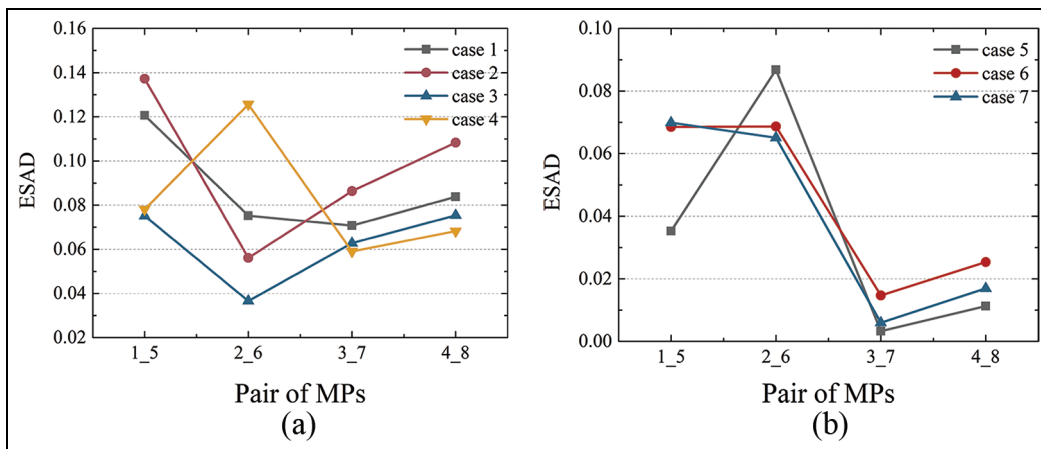 0.16
0.14
0.12
0.10
0.08
0.06
0.04
0.02
ESAD
case 1
case 2
case 3
case 4
1_5
2_6
3_7
4_8
Pair of MPs
(a)
0.10
0.08
0.06
0.04
0.02
0.00
ESAD
case 5
case 6
case 7
1_5
2_6
3_7
4_8
Pair of MPs
(b)